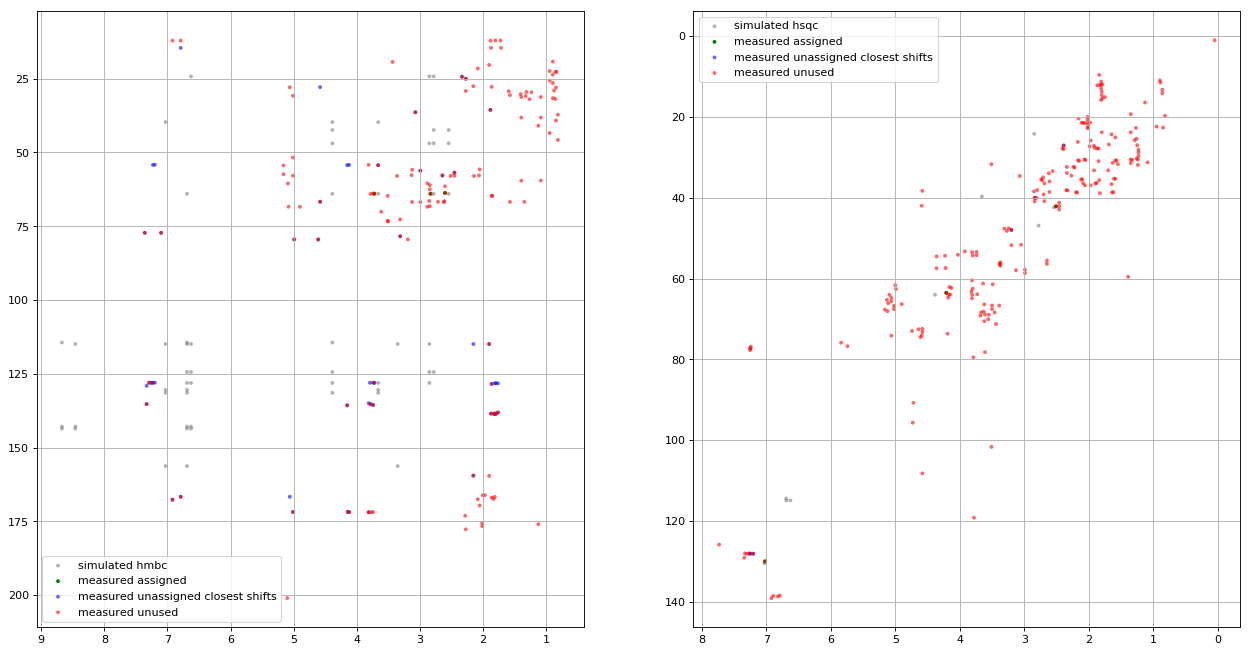 25
50
75
100
125
150
175
200
9 8 7 6 5 4 3 2 1
simulated hmbc
measured assigned
measured unassigned closest shifts
measured unused
0
20
40
60
80
100
120
140
8 7 6 5 4 3 2 1 0
simulated hsqc
measured assigned
measured unassigned closest shifts
measured unused